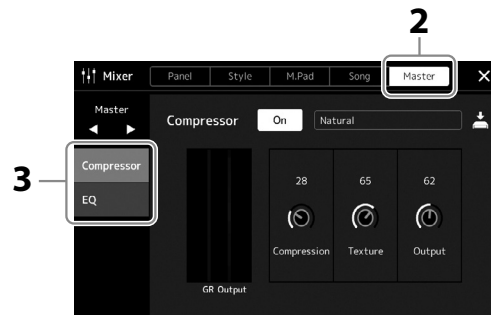 2
Mixer Panel Style M.Pad Song Master
Master
Compressor On Natural
3
Compressor
EQ
28 65 62
Compression Texture Output
GR Output